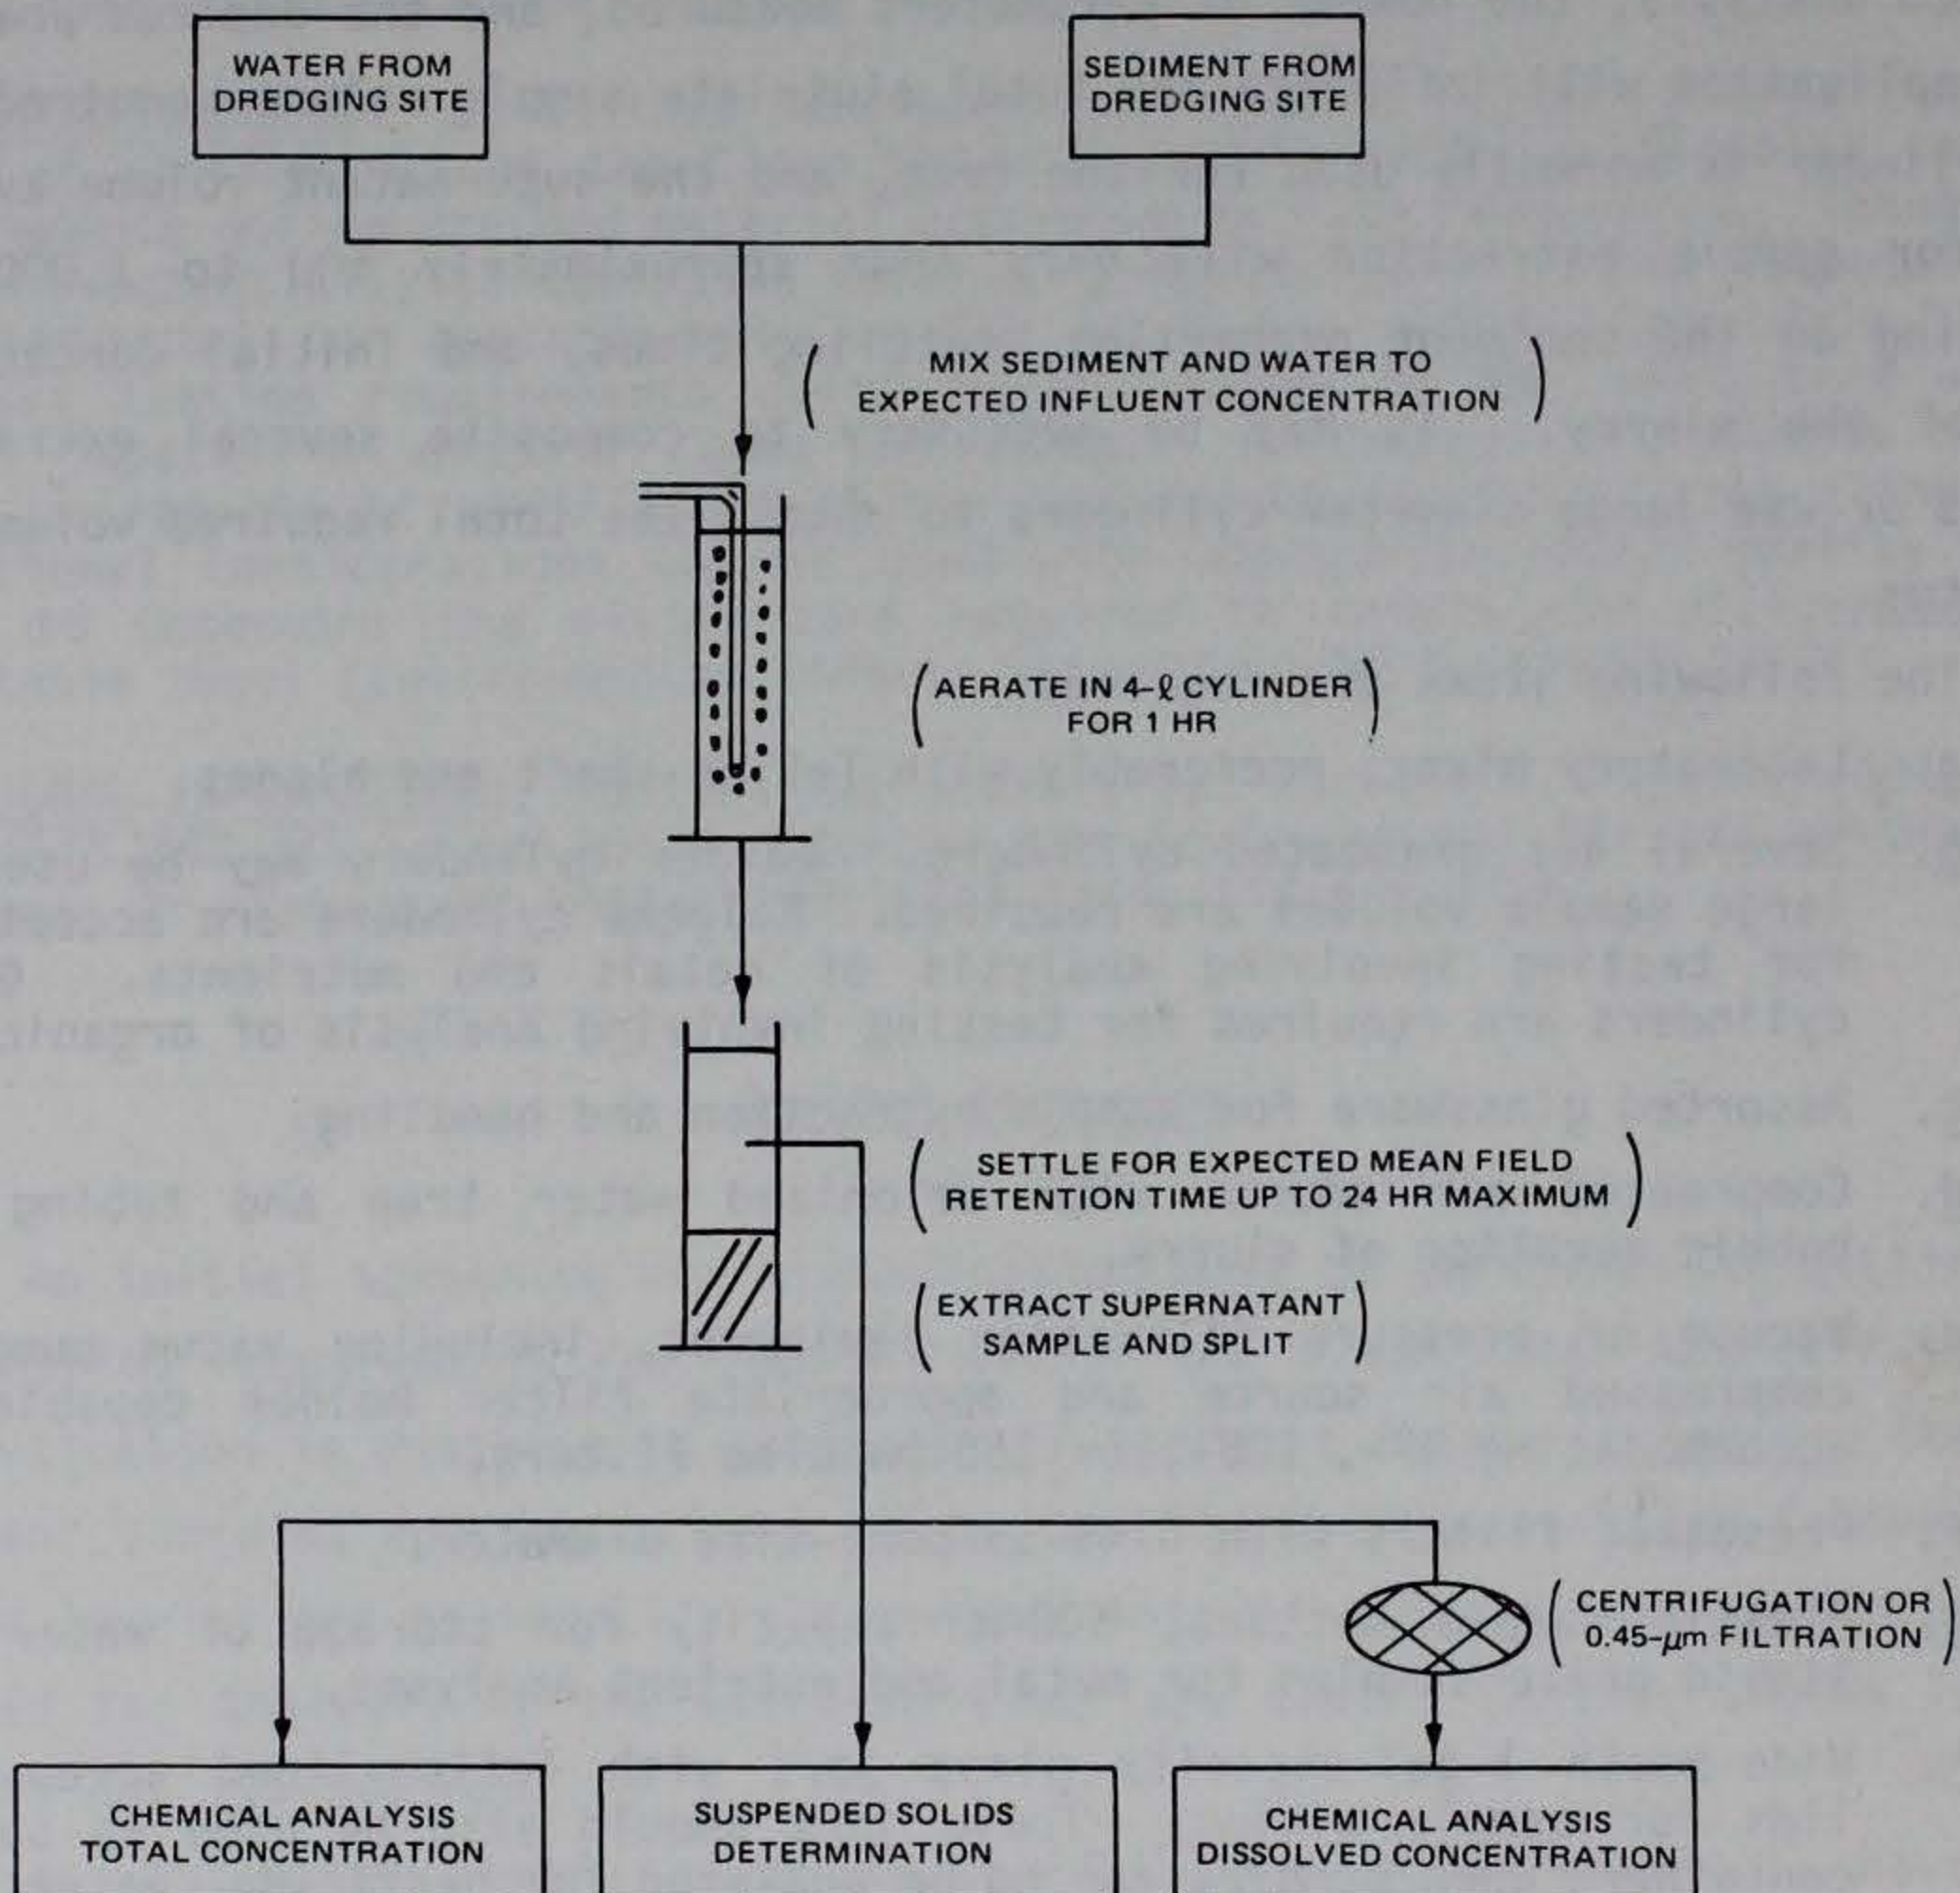 WATER FROM
DREDGING SITE
SEDIMENT FROM
DREDGING SITE
( MIX SEDIMENT AND WATER TO
EXPECTED INFLUENT CONCENTRATION )
( AERATE IN 4-ℓ CYLINDER
FOR 1 HR )
( SETTLE FOR EXPECTED MEAN FIELD
RETENTION TIME UP TO 24 HR MAXIMUM )
( EXTRACT SUPERNATANT
SAMPLE AND SPLIT )
( CENTRIFUGATION OR
0.45-μm FILTRATION )
CHEMICAL ANALYSIS
TOTAL CONCENTRATION
SUSPENDED SOLIDS
DETERMINATION
CHEMICAL ANALYSIS
DISSOLVED CONCENTRATION